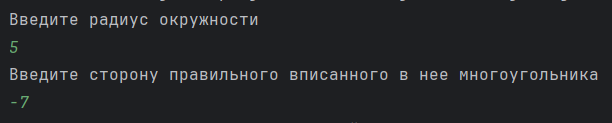 Введите радиус окружности
5
Введите сторону правильного вписанного в нее многоугольника
-7